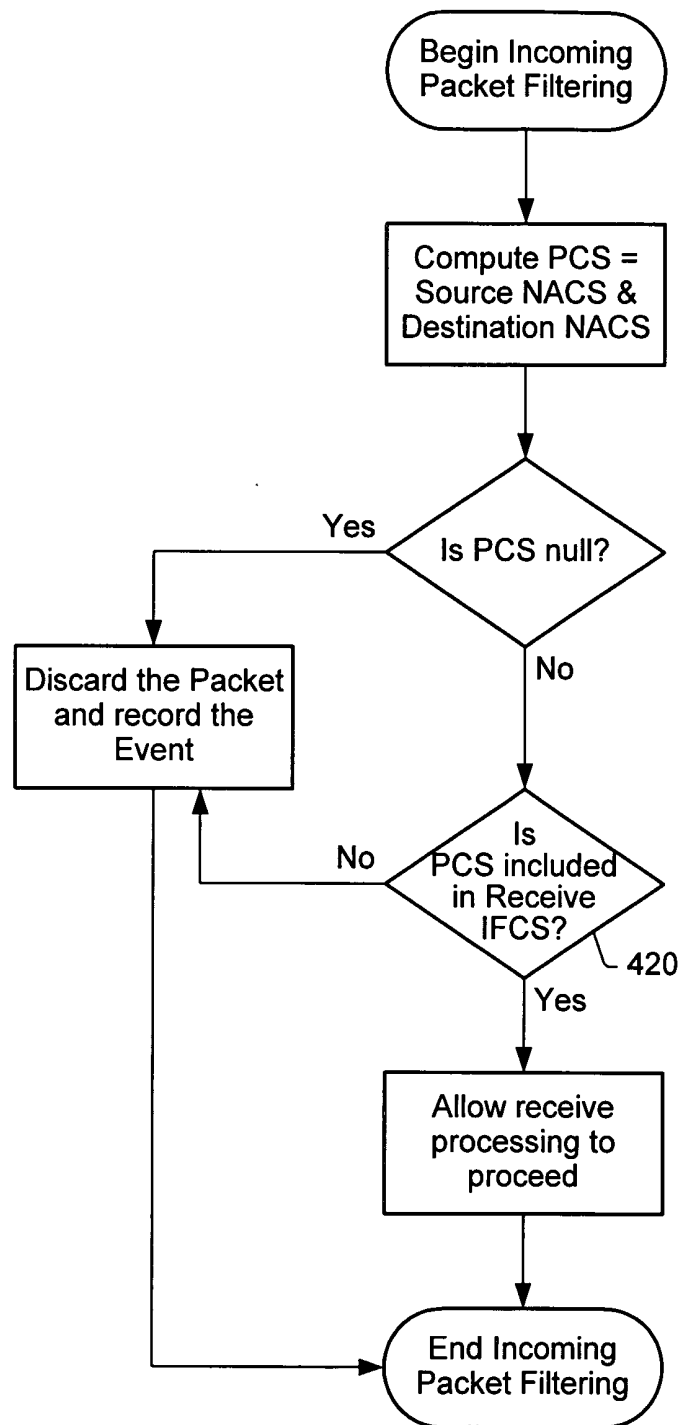 Begin Incoming
Packet Filtering
Compute PCS =
Source NACS &
Destination NACS
Yes
Is PCS null?
No
Discard the Packet
and record the
Event
No
Is
PCS included
in Receive
IFCS?
420
Yes
Allow receive
processing to
proceed
End Incoming
Packet Filtering